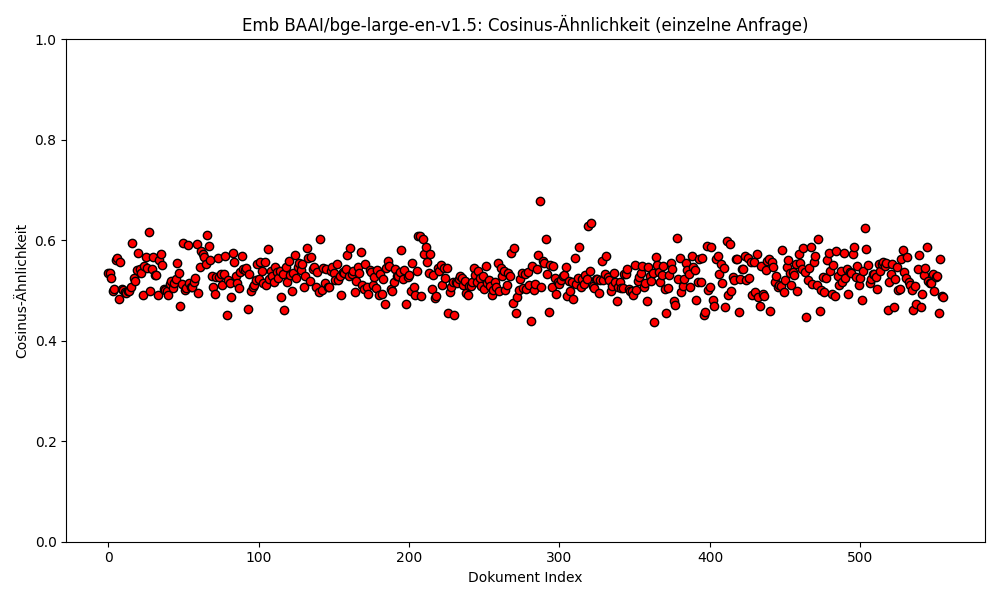 Emb BAAI/bge-large-en-v1.5: Cosinus-Ähnlichkeit (einzelne Anfrage)
1.0
0.8
0.6
0.4
0.2
0.0
Cosinus-Ähnlichkeit
0 100 200 300 400 500
Dokument Index